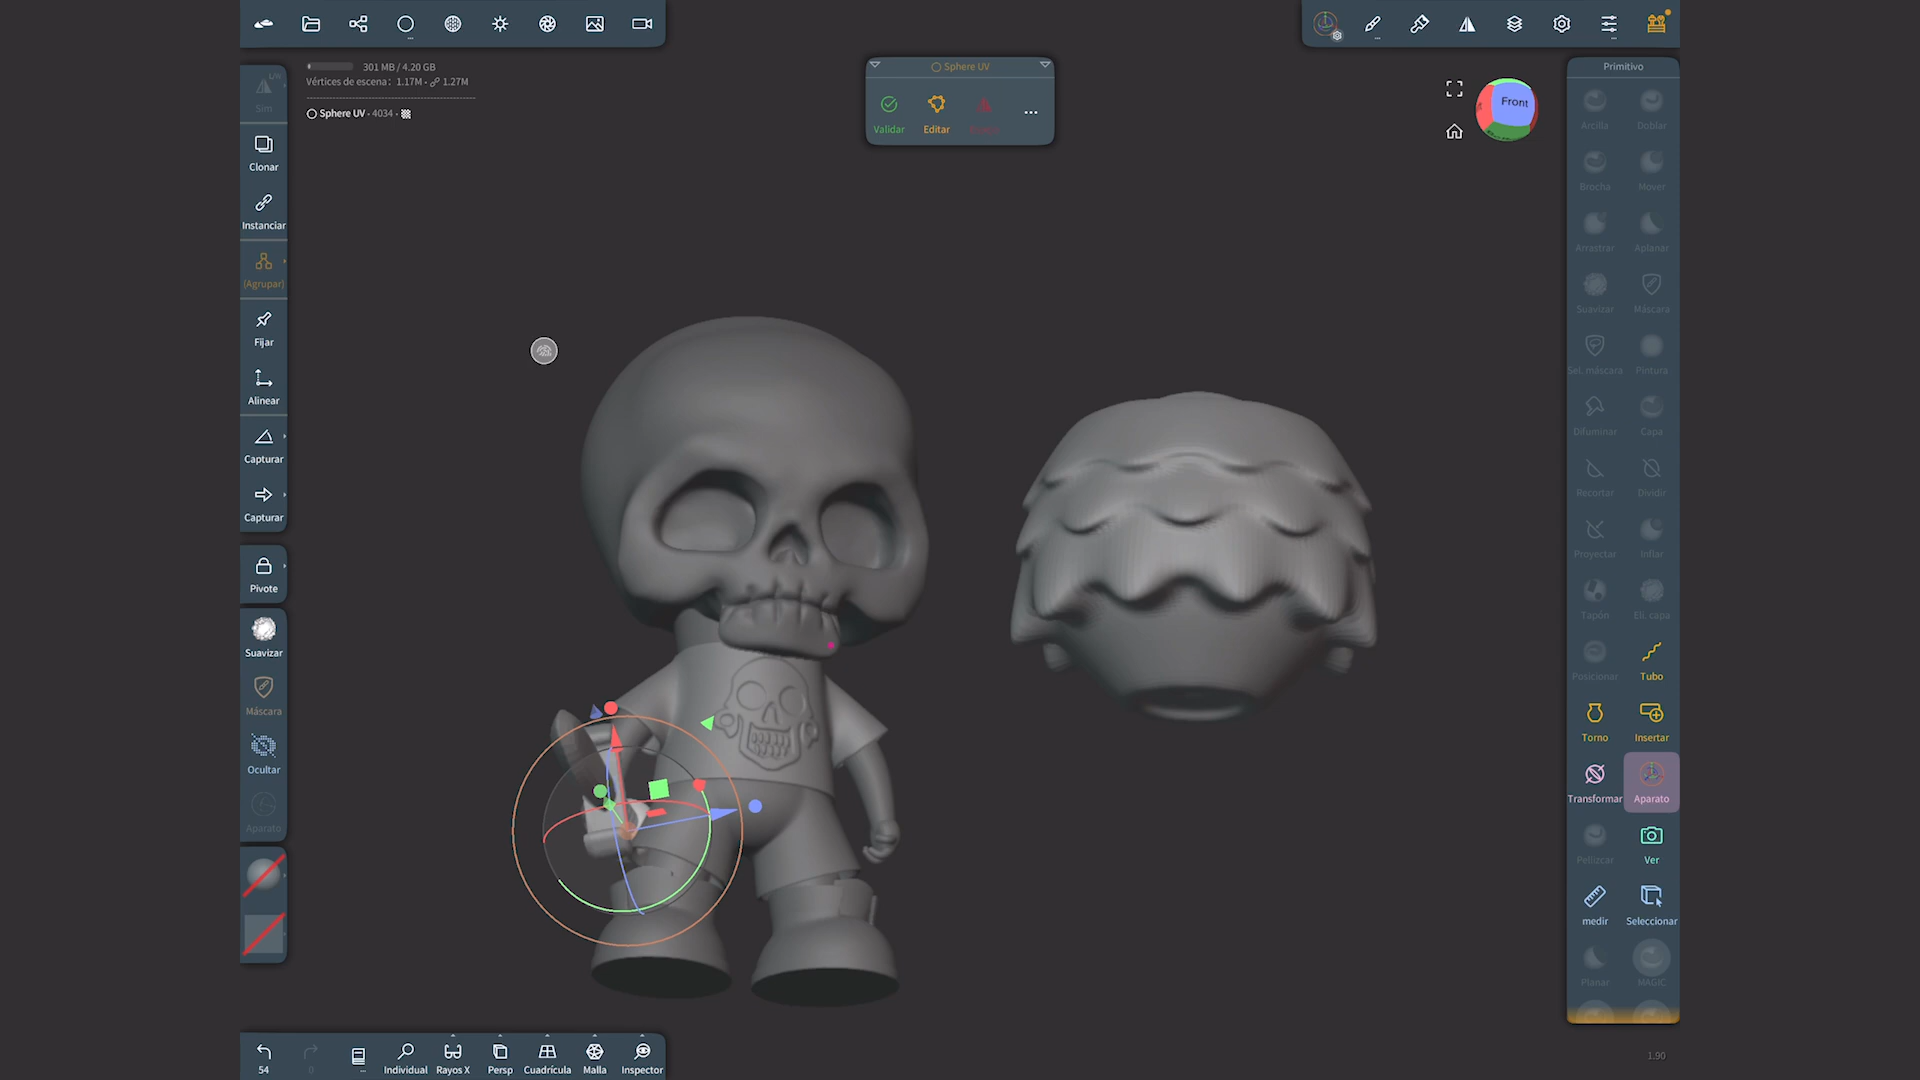 301 MB / 4.20 GB
Vértices de escena: 1.17M · 1.27M
Sphere UV · 4034 ·
Sphere UV
Validar
Editar
Front
L/W
Sim
Clonar
Instanciar
(Agrupar)
Fijar
Alinear
Capturar
Capturar
Pivote
Suavizar
Máscara
Ocultar
Aparato
Primitivo
Arcilla Doblar
Brocha Mover
Arrastrar Aplanar
Suavizar Máscara
Sel. máscara Pintura
Difuminar Capa
Recortar Dividir
Proyectar Inflar
Tapón Eli. capa
Posicionar Tubo
Torno Insertar
Transformar Aparato
Pellizcar Ver
medir Seleccionar
Planar MAGIC
54 0 ... Individual Rayos X Persp Cuadrícula Malla Inspector
1.90